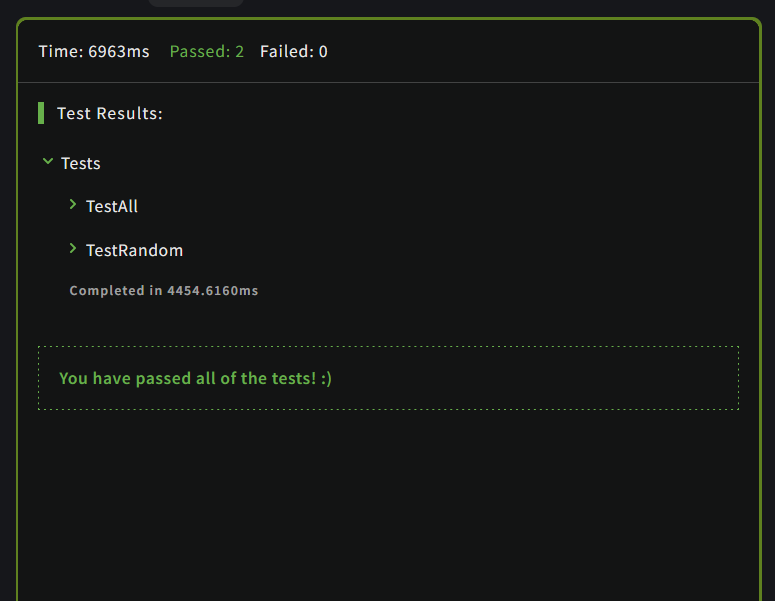 Time: 6963ms Passed: 2 Failed: 0
Test Results:
Tests
TestAll
TestRandom
Completed in 4454.6160ms
You have passed all of the tests! :)